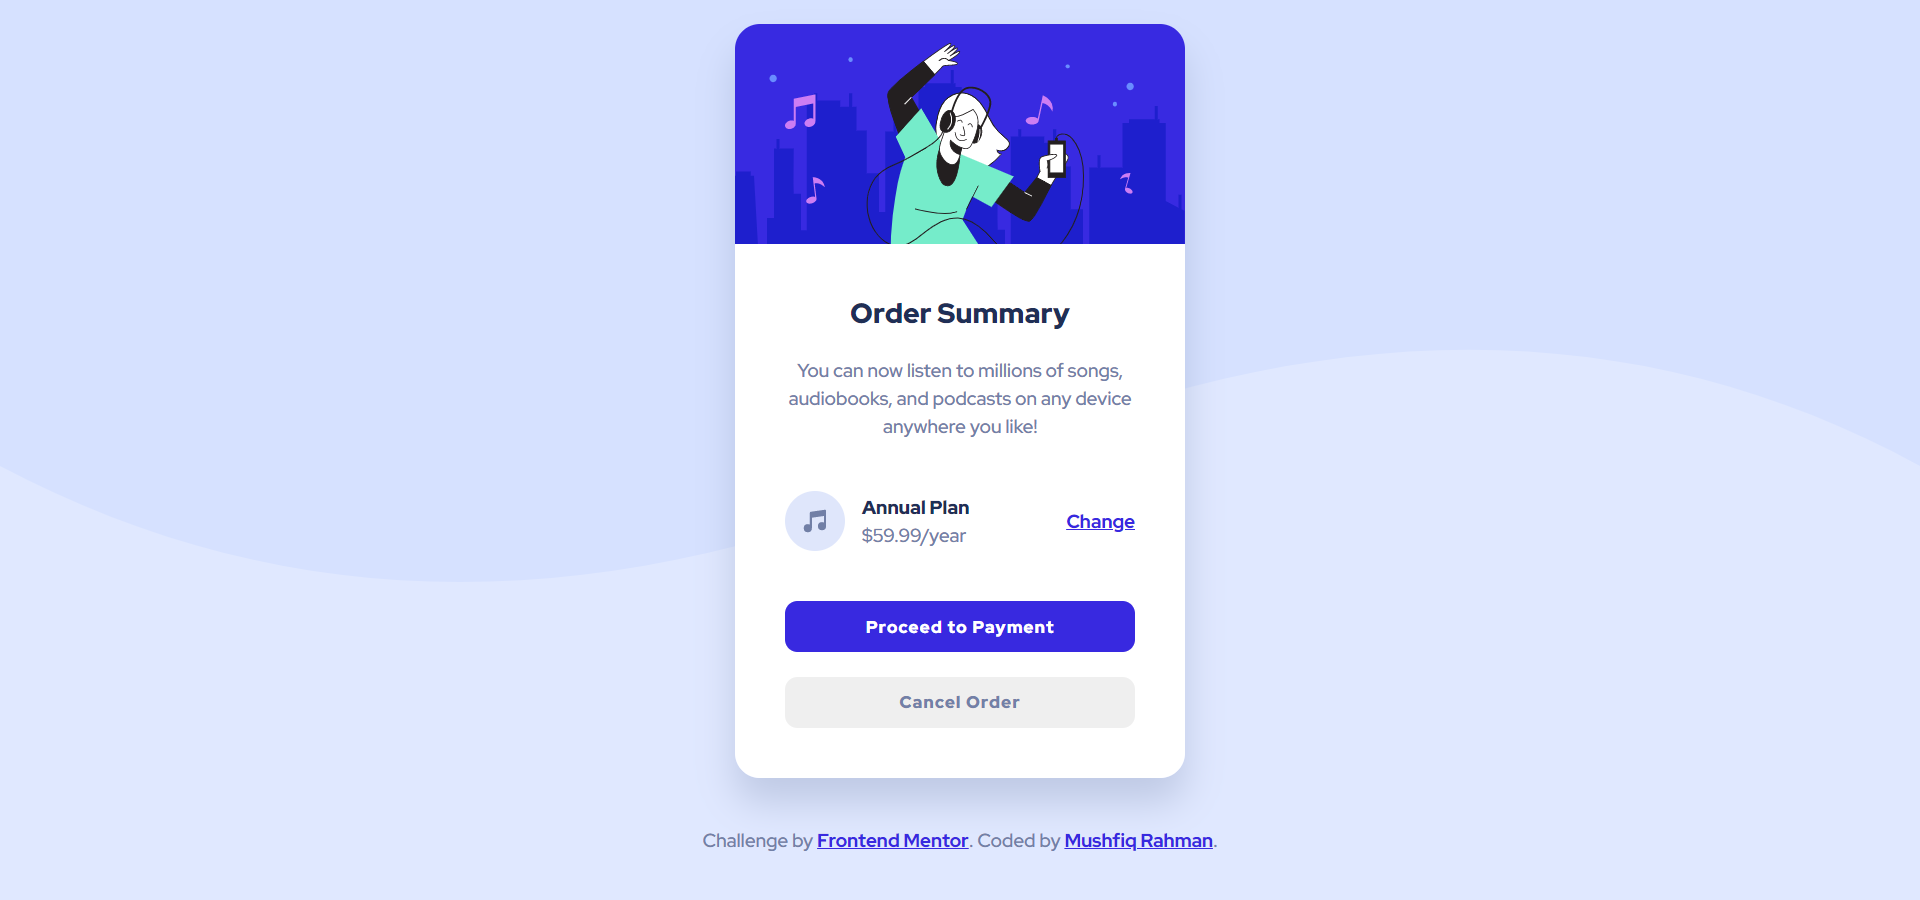 Order Summary
You can now listen to millions of songs,
audiobooks, and podcasts on any device
anywhere you like!
Annual Plan
$59.99/year
Change
Proceed to Payment
Cancel Order
Challenge by Frontend Mentor. Coded by Mushfiq Rahman.